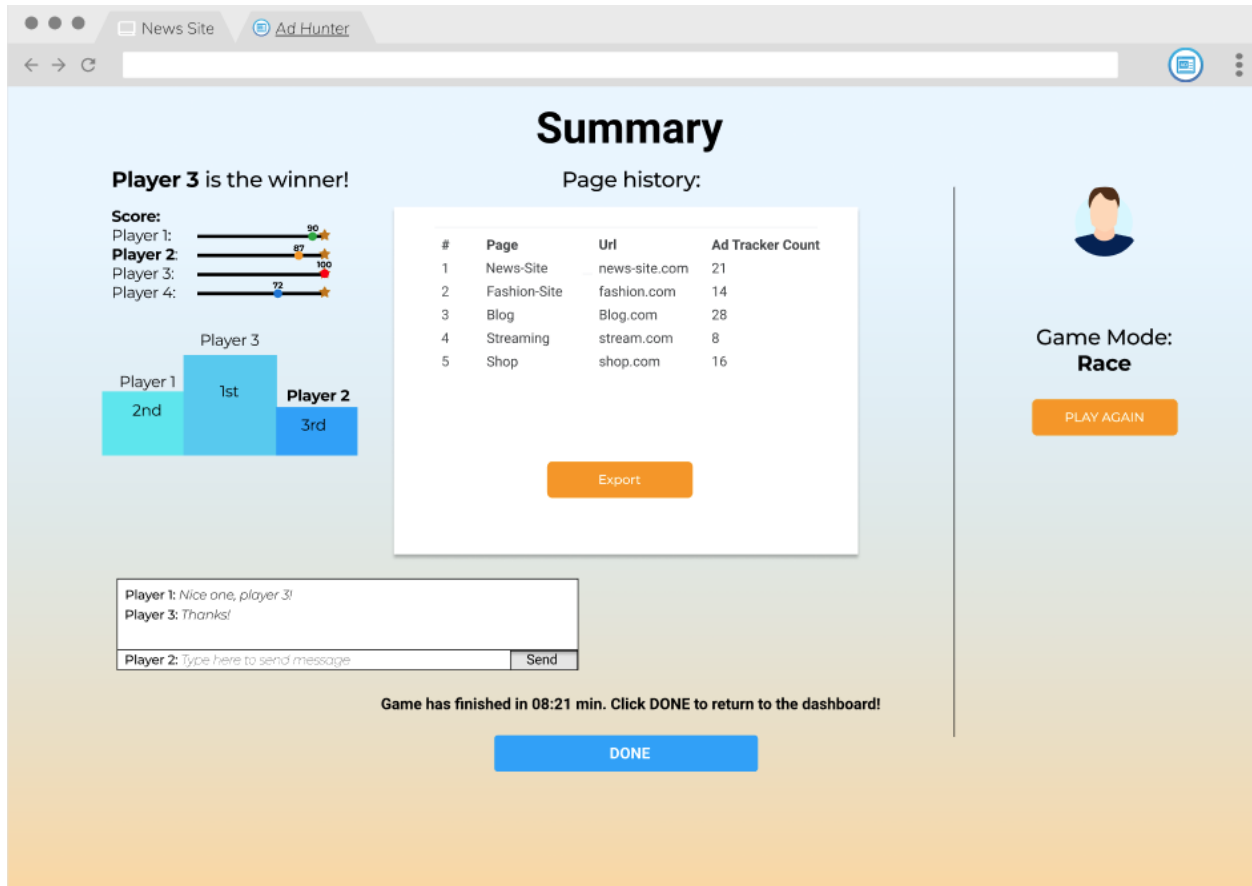 News Site
Ad Hunter
Summary
Player 3 is the winner!
Score:
Player 1:
90
Player 2:
87
Player 3:
100
Player 4:
72
Player 3
Player 1
1st
Player 2
2nd
3rd
Page history:
# Page Url Ad Tracker Count
1 News-Site news-site.com 21
2 Fashion-Site fashion.com 14
3 Blog Blog.com 28
4 Streaming stream.com 8
5 Shop shop.com 16
Export
Game Mode:
Race
PLAY AGAIN
Player 1: Nice one, player 3!
Player 3: Thanks!
Player 2: Type here to send message
Send
Game has finished in 08:21 min. Click DONE to return to the dashboard!
DONE